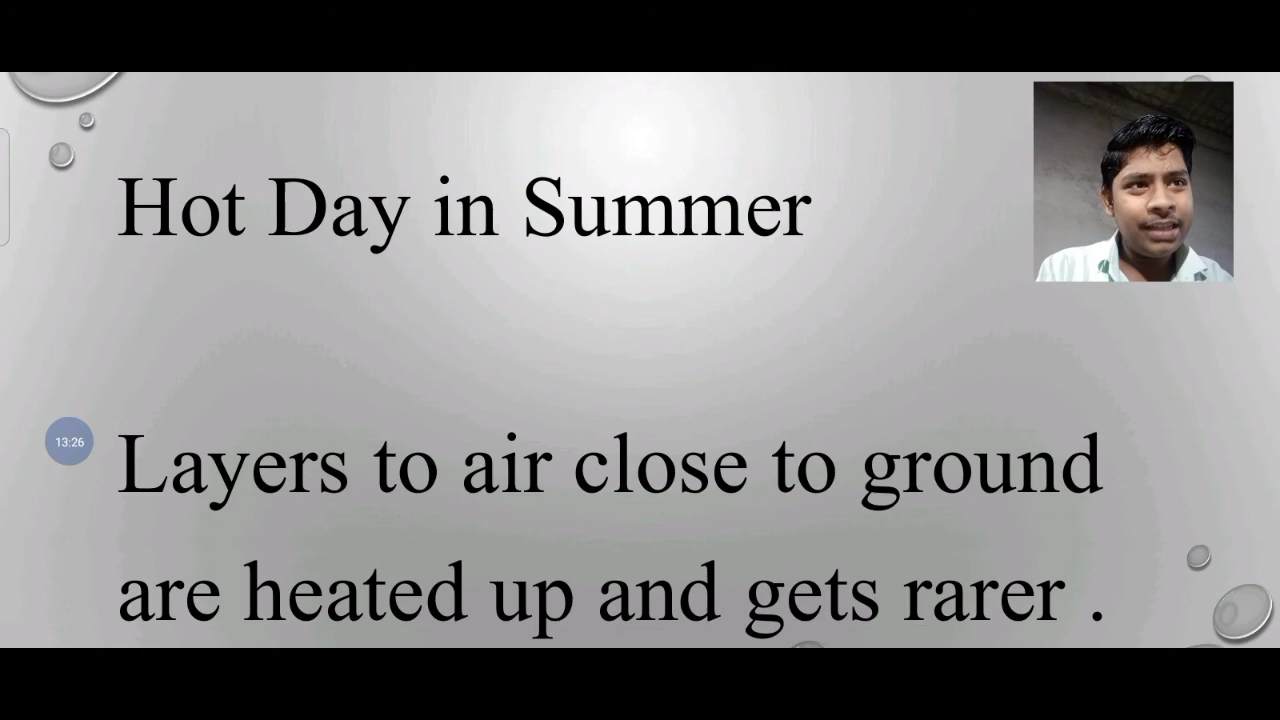 Hot Day in Summer
13:26
Layers to air close to ground
are heated up and gets rarer .